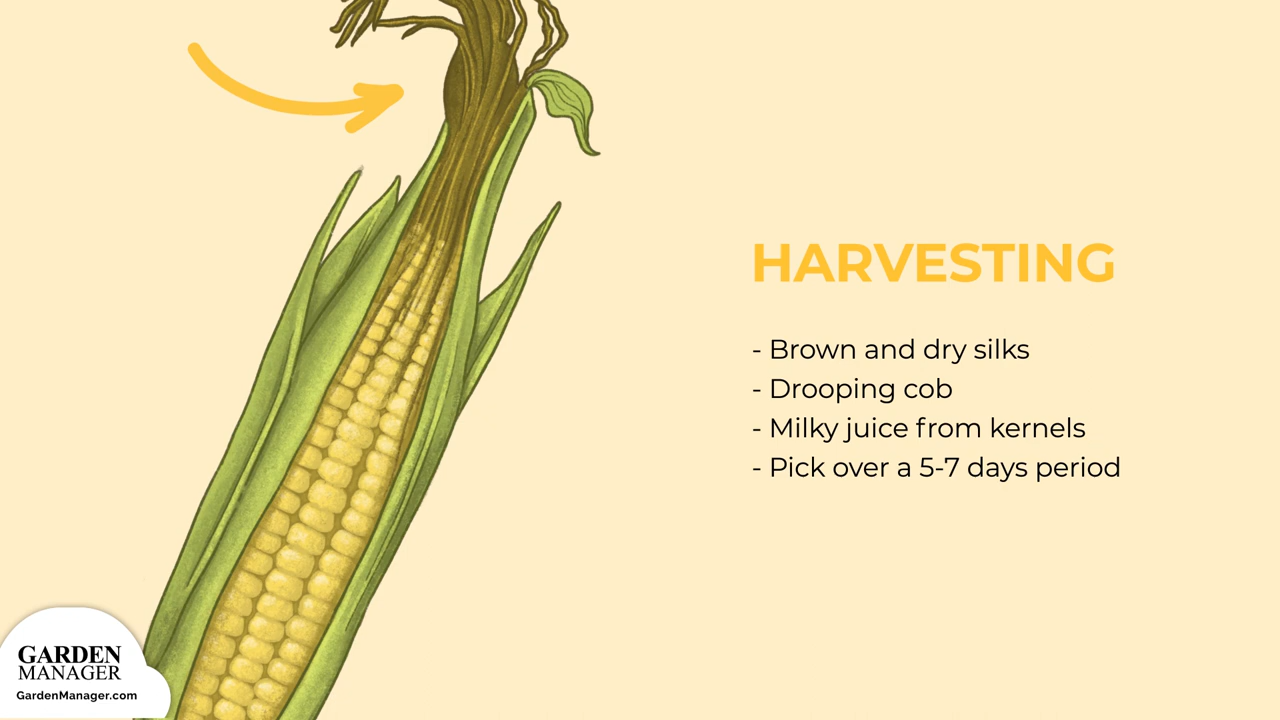 HARVESTING
- Brown and dry silks
- Drooping cob
- Milky juice from kernels
- Pick over a 5-7 days period
GARDEN
MANAGER
GardenManager.com